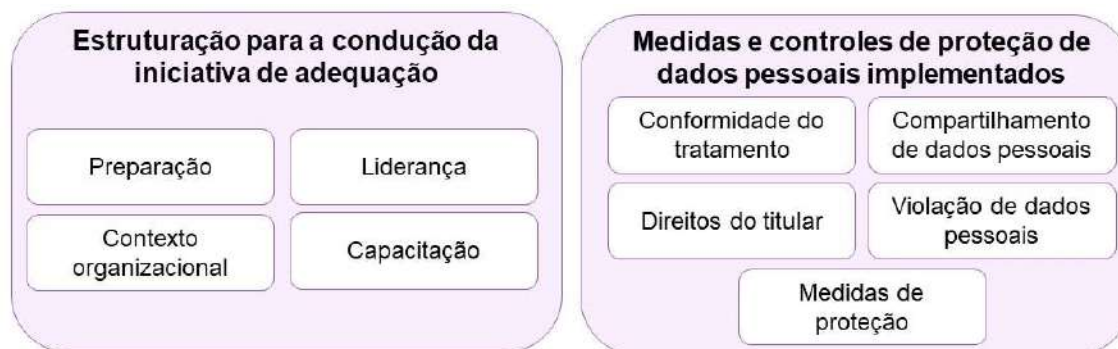 Estruturação para a condução da
iniciativa de adequação
Preparação
Liderança
Contexto
organizacional
Capacitação
Medidas e controles de proteção de
dados pessoais implementados
Conformidade do
tratamento
Compartilhamento
de dados pessoais
Direitos do titular
Violação de dados
pessoais
Medidas de
proteção